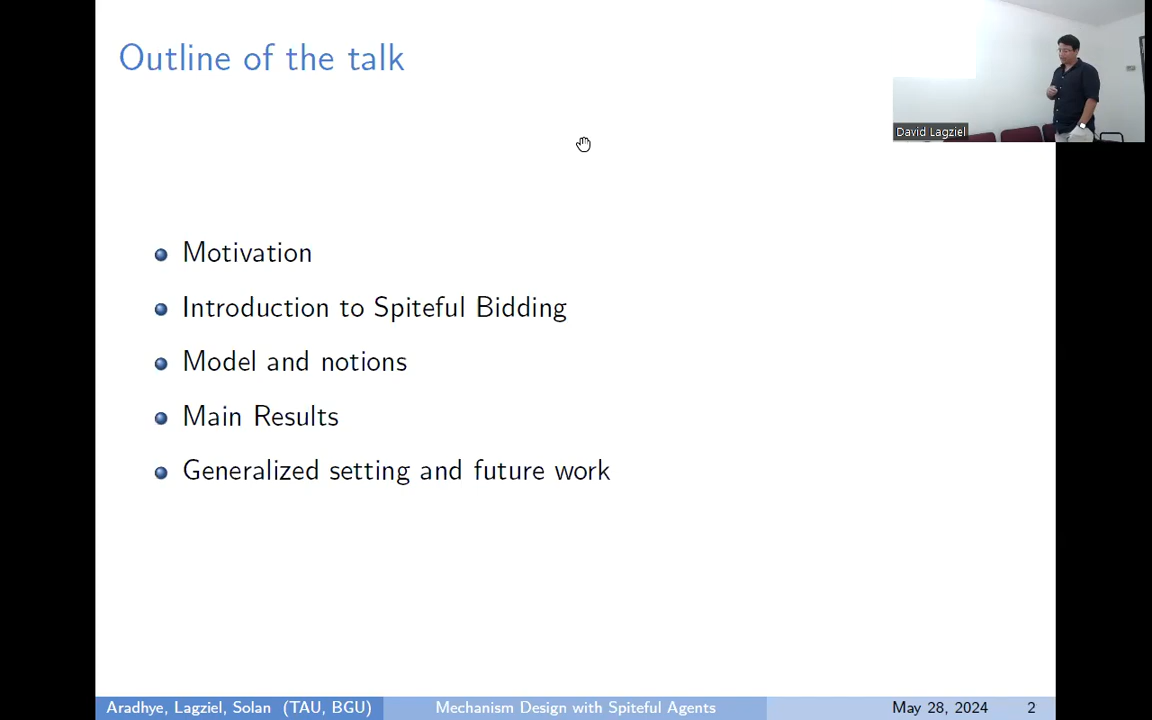 Outline of the talk
David Lagziel
Motivation
Introduction to Spiteful Bidding
Model and notions
Main Results
Generalized setting and future work
Aradhye, Lagziel, Solan (TAU, BGU) Mechanism Design with Spiteful Agents May 28, 2024 2